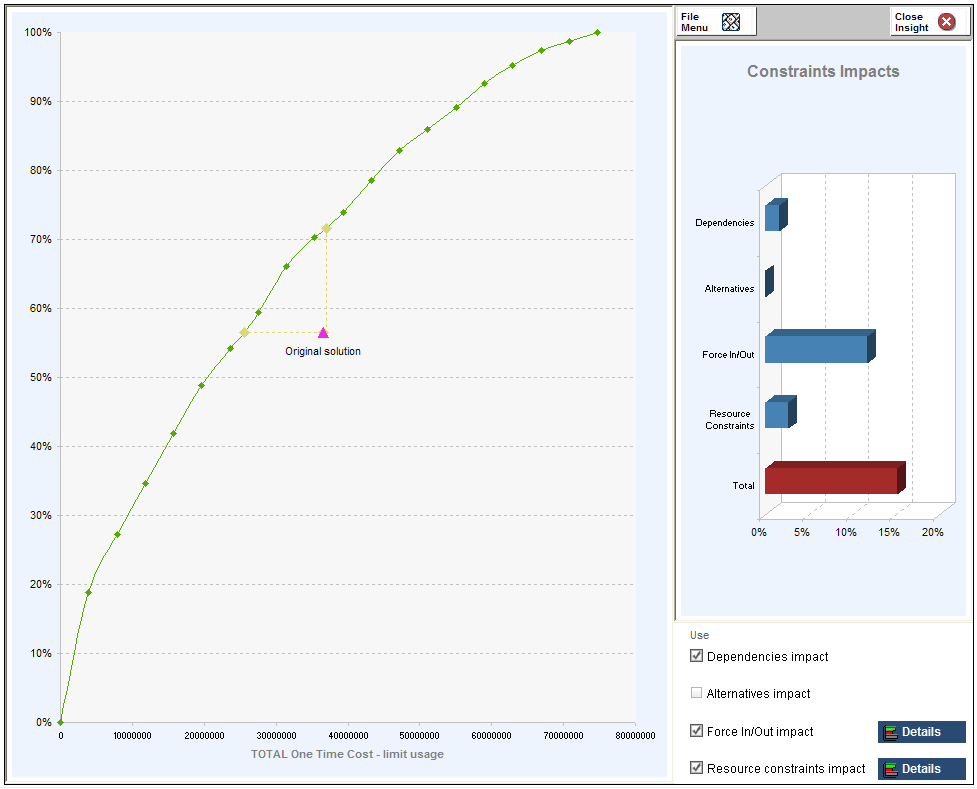 100%
90%
80%
70%
60%
50%
40%
30%
20%
10%
0%
Original solution
0
10000000
20000000
30000000
40000000
50000000
60000000
70000000
80000000
TOTAL One Time Cost - limit usage
File
Menu
Close
Insight
Constraints Impacts
Dependencies
Alternatives
Force In/Out
Resource
Constraints
Total
0%
5%
10%
15%
20%
Use
Dependencies impact
Alternatives impact
Force In/Out impact
Details
Resource constraints impact
Details